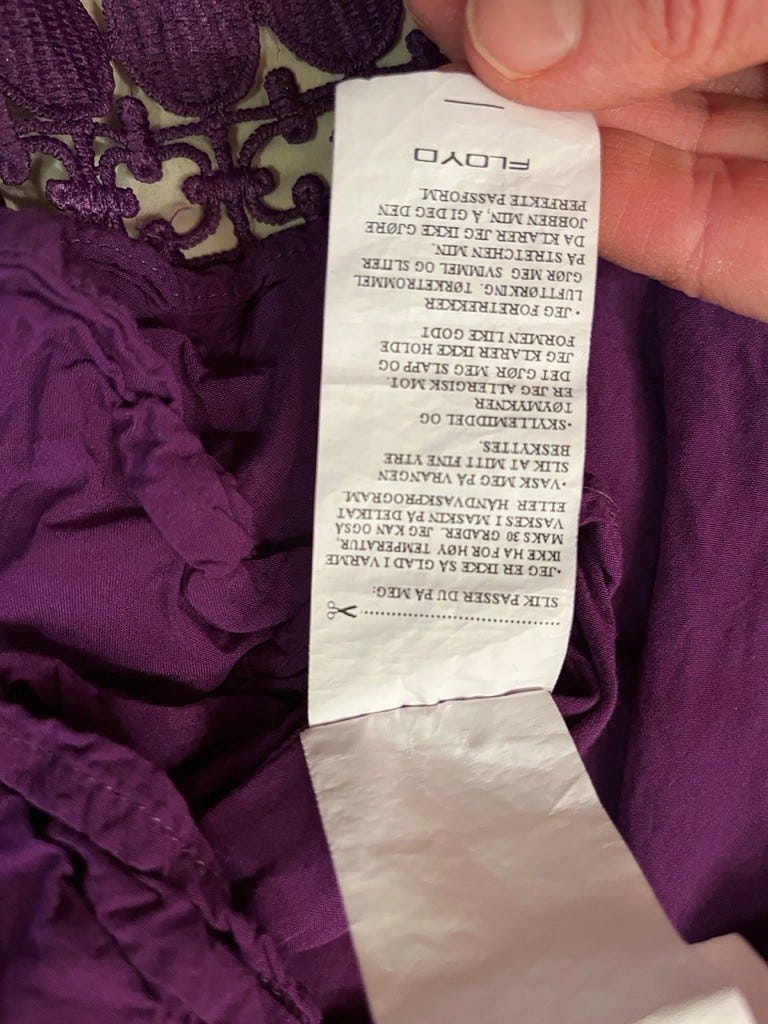 SLIK PASSER DU PÅ MEG:
•JEG ER IKKE SÅ GLAD I VARME
IKKE HA FOR HØY TEMPERATUR,
MAKS 30 GRADER. JEG KAN OGSÅ
VASKES I MASKIN PÅ DELIKAT
ELLER HÅNDVASKPROGRAM.
•VASK MEG PÅ VRANGEN
SLIK AT MITT FINE YTRE
BESKYTTES.
•SKYLLEMIDDEL OG
TØYMYKNER
ER JEG ALLERGISK MOT.
DET GJØR MEG SLAPP OG
JEG KLARER IKKE HOLDE
FORMEN LIKE GODT
• JEG FORETREKKER
LUFTTØRKING. TØRKETROMMEL
GJØR MEG SVIMMEL OG SLITER
PÅ STRETCHEN MIN.
DA KLARER JEG IKKE GJØRE
JOBBEN MIN, Å GI DEG DEN
PERFEKTE PASSFORM.
FLOYD